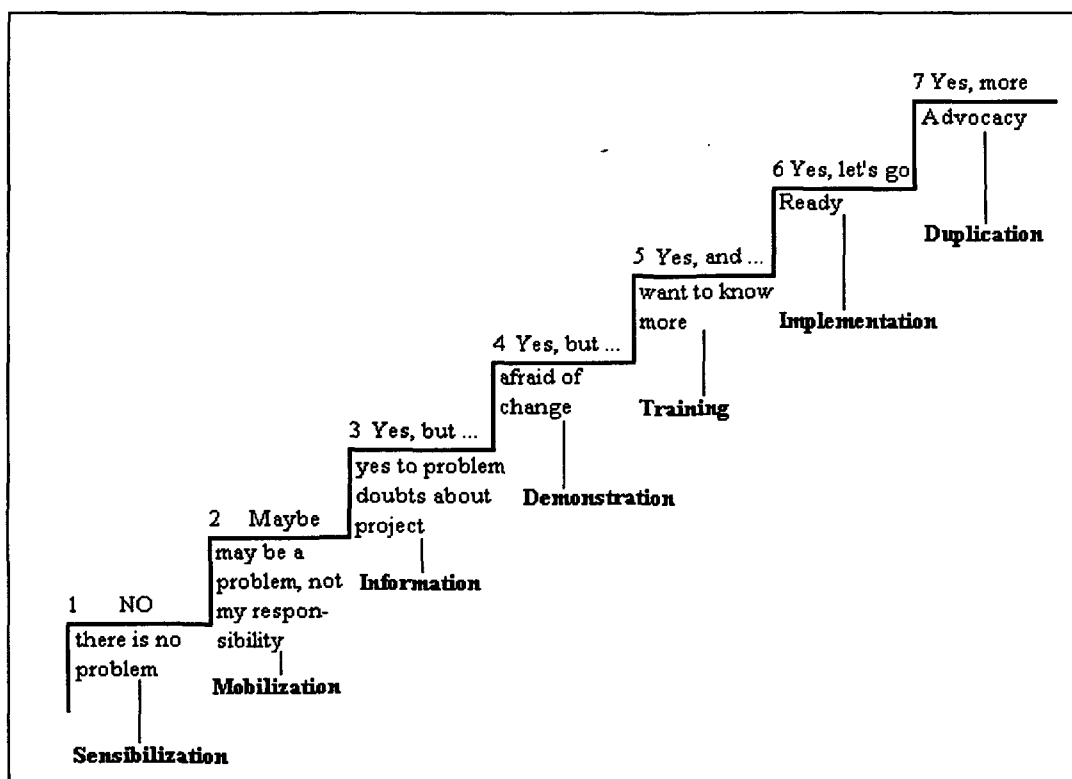 7 Yes, more
Advocacy
Duplication
6 Yes, let's go
Ready
Implementation
5 Yes, and ...
want to know
more
Training
4 Yes, but ...
afraid of
change
Demonstration
3 Yes, but ...
yes to problem
doubts about
project
Information
2 Maybe
may be a
problem, not
my respon-
sibility
Mobilization
1 NO
there is no
problem
Sensibilization